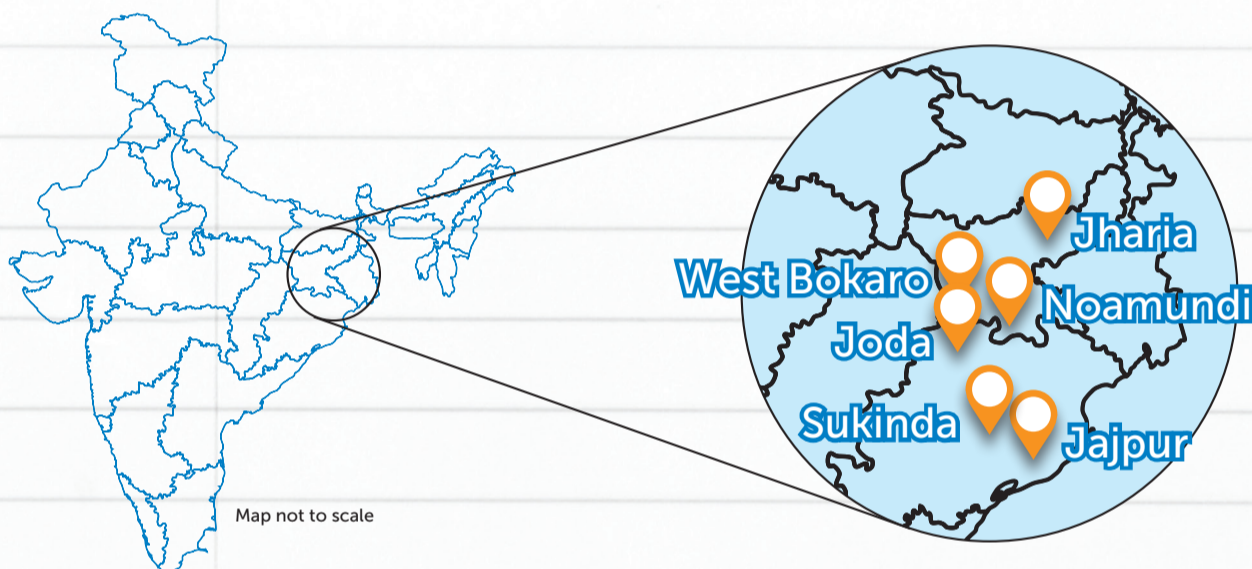 Jharia
West Bokaro
Noamundi
Joda
Sukinda
Jajpur
Map not to scale